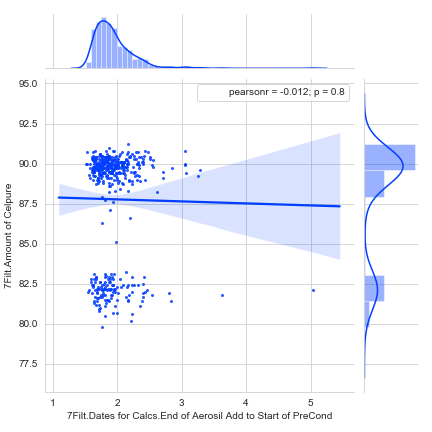 pearsonr = -0.012; p = 0.8
95.0
92.5
90.0
87.5
85.0
82.5
80.0
77.5
7Filt.Amount of Celpure
1 2 3 4 5
7Filt.Dates for Calcs.End of Aerosil Add to Start of PreCond